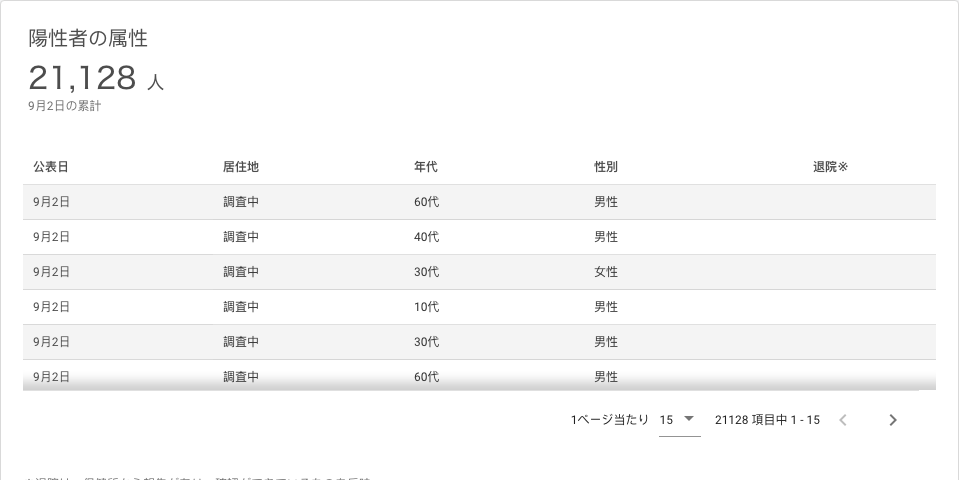 陽性者の属性
21,128 人
9月2日の累計
公表日 居住地 年代 性別 退院※
9月2日 調査中 60代 男性
9月2日 調査中 40代 男性
9月2日 調査中 30代 女性
9月2日 調査中 10代 男性
9月2日 調査中 30代 男性
9月2日 調査中 60代 男性
1ページ当たり 15 21128 項目中 1 - 15